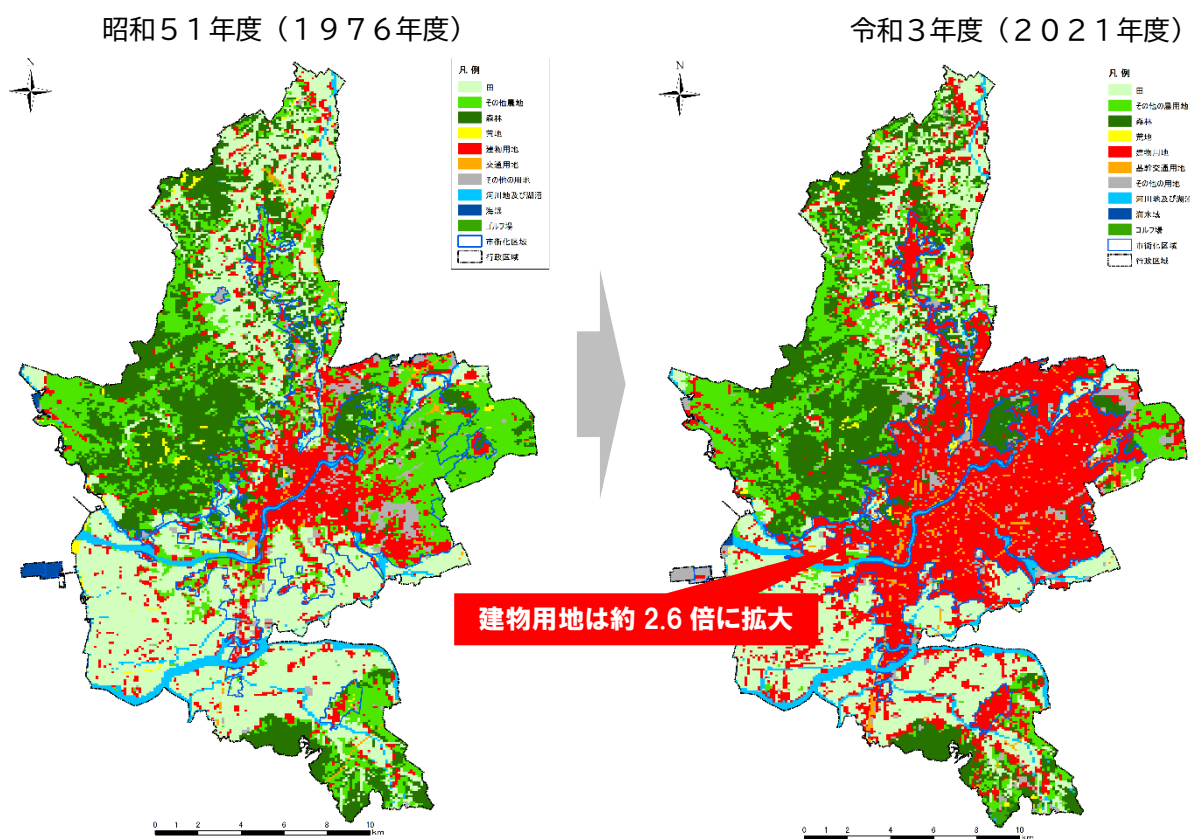 昭和５１年度（１９７６年度）
令和３年度（２０２１年度）
N
凡 例
田
その他農地
森林
荒地
建物用地
交通用地
その他の用地
河川地及び湖沼
海浜
ゴルフ場
市街化区域
行政区域
N
凡 例
田
その他の農用地
森林
荒地
建物用地
基幹交通用地
その他の用地
河川地及び湖沼
海水域
ゴルフ場
市街化区域
行政区域
建物用地は約 2.6 倍に拡大
0 2 4 6 8 10
km
0 2 4 6 8 10
km